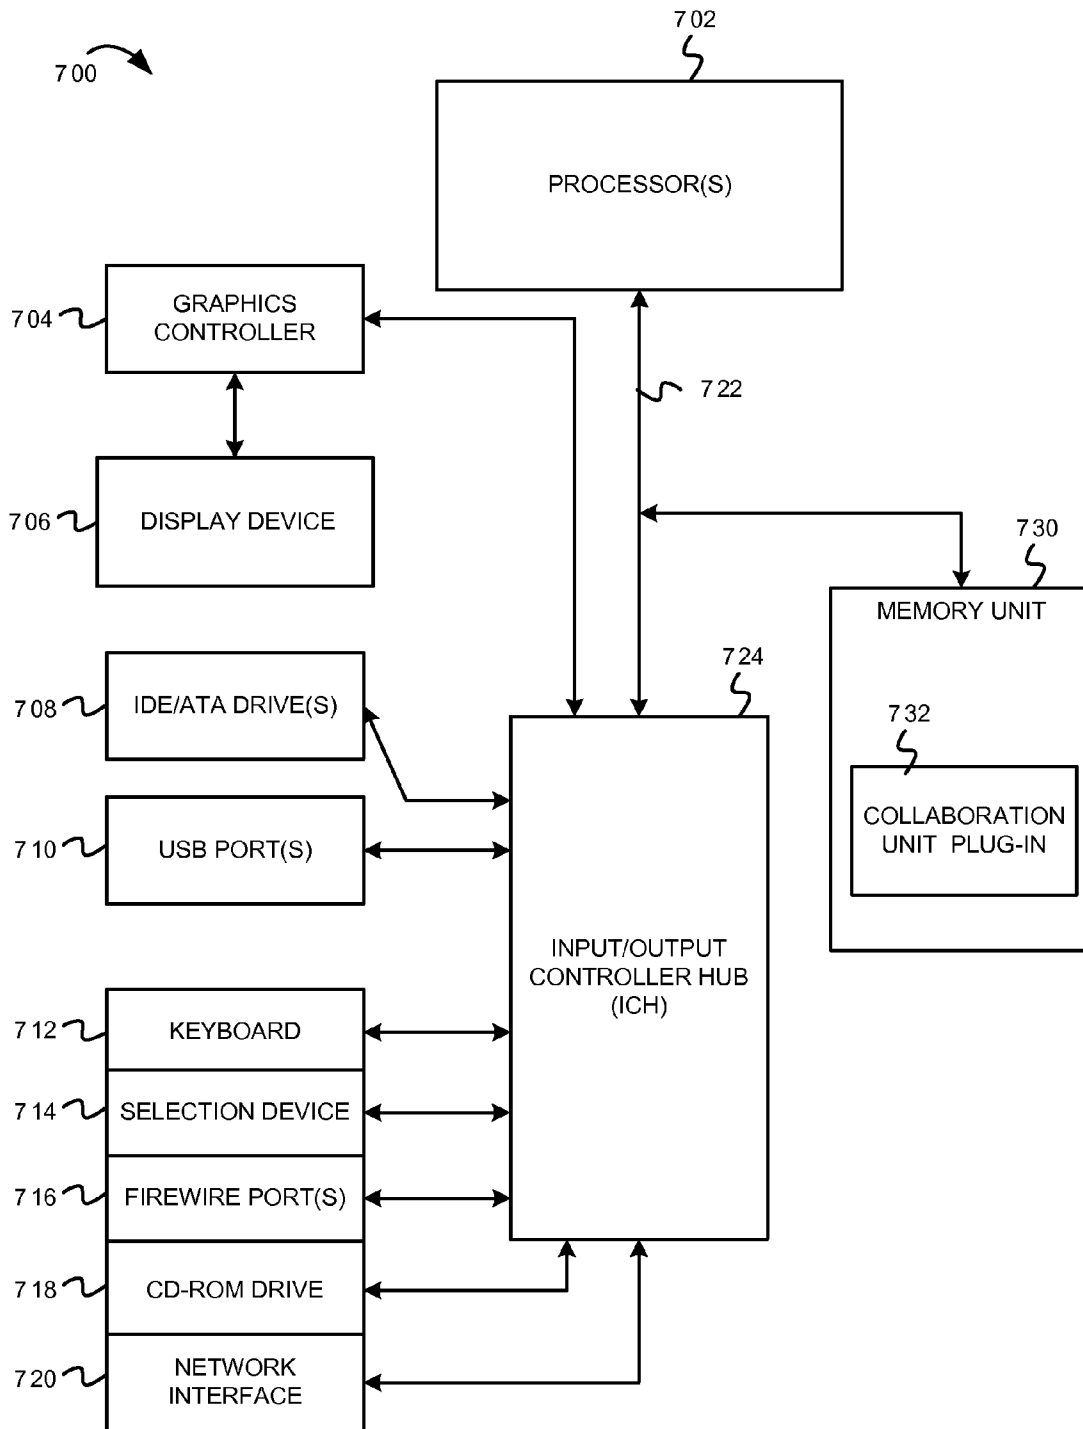 702
700
PROCESSOR(S)
704
GRAPHICS
CONTROLLER
722
706
DISPLAY DEVICE
730
MEMORY UNIT
724
708
IDE/ATA DRIVE(S)
732
COLLABORATION
UNIT PLUG-IN
710
USB PORT(S)
INPUT/OUTPUT
CONTROLLER HUB
(ICH)
712
KEYBOARD
714
SELECTION DEVICE
716
FIREWIRE PORT(S)
718
CD-ROM DRIVE
720
NETWORK
INTERFACE